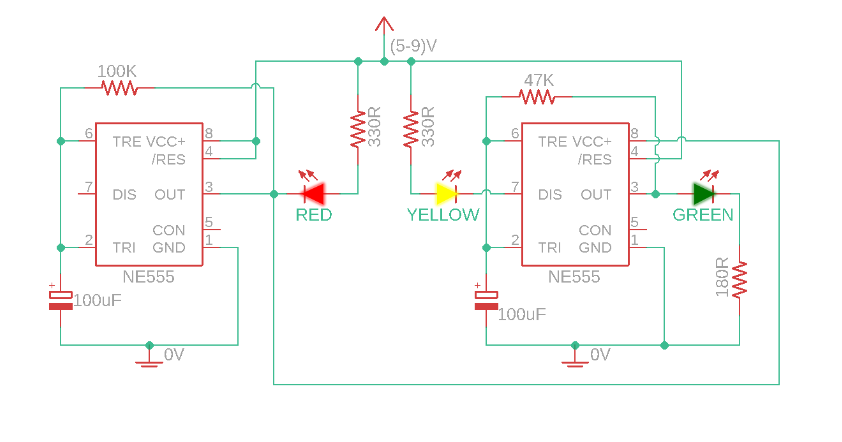 (5-9)V
100K
6
TRE VCC+
8
/RES
4
7
DIS
OUT
3
CON
5
2
TRI
GND
1
NE555
100uF
0V
330R
RED
330R
YELLOW
47K
6
TRE VCC+
8
/RES
4
7
DIS
OUT
3
CON
5
2
TRI
GND
1
NE555
100uF
0V
GREEN
180R